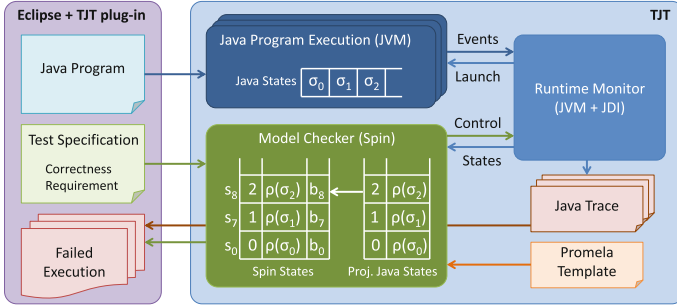 Eclipse + TJT plug-in
TJT
Java Program
Java Program Execution (JVM)
Java States σ0 σ1 σ2
Events
Launch
Runtime Monitor
(JVM + JDI)
Test Specification
Correctness
Requirement
Model Checker (Spin)
Control
States
s8 2 ρ(σ2) b8 2 ρ(σ2)
s7 1 ρ(σ1) b7 1 ρ(σ1)
s0 0 ρ(σ0) b0 0 ρ(σ0)
Spin States Proj. Java States
Failed
Execution
Java Trace
Promela
Template